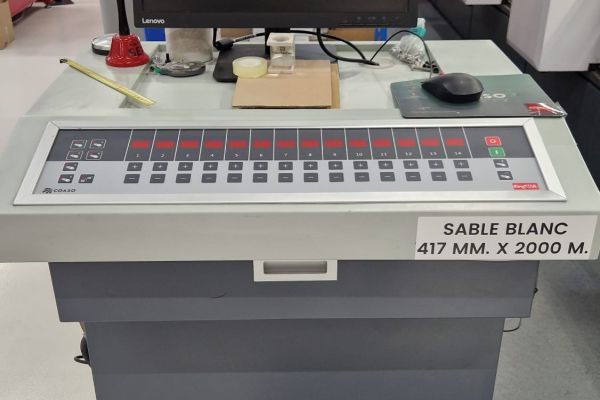 Lenovo
1 2 3 4 5 6 7 8 9 10 11 12 13 14
COASO
SABLE BLANC
417 MM. X 2000 M.